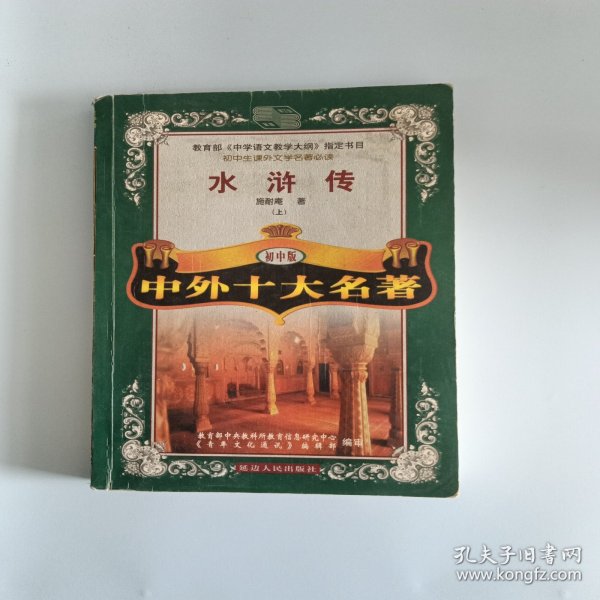 教育部《中学语文教学大纲》指定书目
初中生课外文学名著必读
水浒传
施耐庵 著
（上）
初中版
中外十大名著
教育部中央教科所教育信息研究中心
《青年文化通讯》编辑部
编审
延边人民出版社
孔夫子旧书网
www.kongfz.com